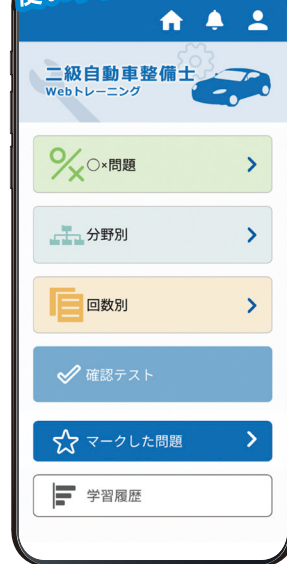 二級自動車整備士
Webトレーニング
○×問題
分野別
回数別
確認テスト
マークした問題
学習履歴